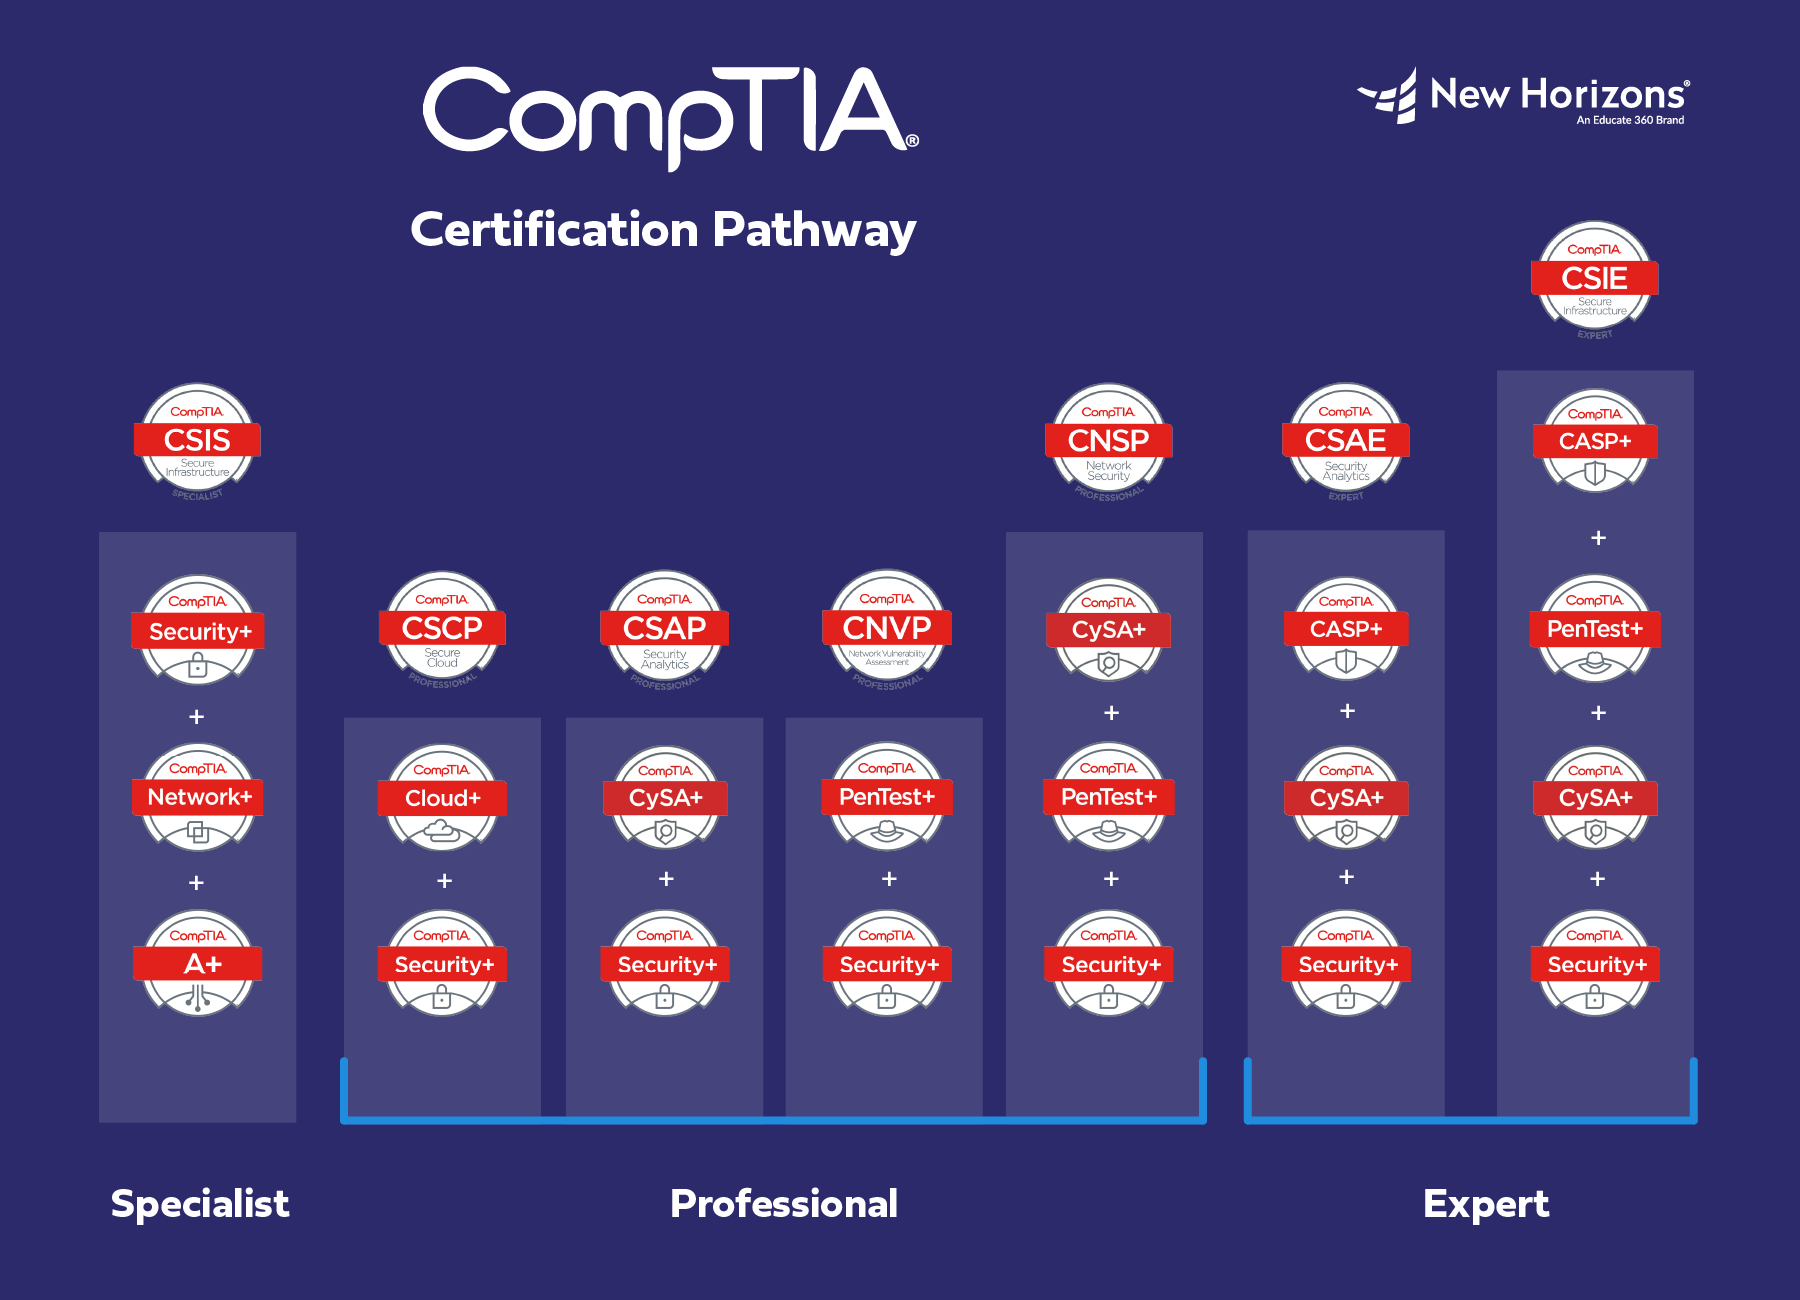 CompTIA®
New Horizons®
An Educate 360 Brand
Certification Pathway
CompTIA
CSIS
Secure
Infrastructure
SPECIALIST
CompTIA
Security+
+
CompTIA
Network+
+
CompTIA
A+
CompTIA
CSCP
Secure
Cloud
PROFESSIONAL
CompTIA
Cloud+
+
CompTIA
Security+
CompTIA
CSAP
Security
Analytics
PROFESSIONAL
CompTIA
CySA+
+
CompTIA
Security+
CompTIA
CNVP
Network Vulnerability
Assessment
PROFESSIONAL
CompTIA
PenTest+
+
CompTIA
Security+
CompTIA
CNSP
Network
Security
PROFESSIONAL
CompTIA
CySA+
+
CompTIA
PenTest+
+
CompTIA
Security+
CompTIA
CSAE
Security
Analytics
EXPERT
CompTIA
CASP+
+
CompTIA
CySA+
+
CompTIA
Security+
CompTIA
CSIE
Secure
Infrastructure
EXPERT
CompTIA
CASP+
+
CompTIA
PenTest+
+
CompTIA
CySA+
+
CompTIA
Security+
Specialist
Professional
Expert